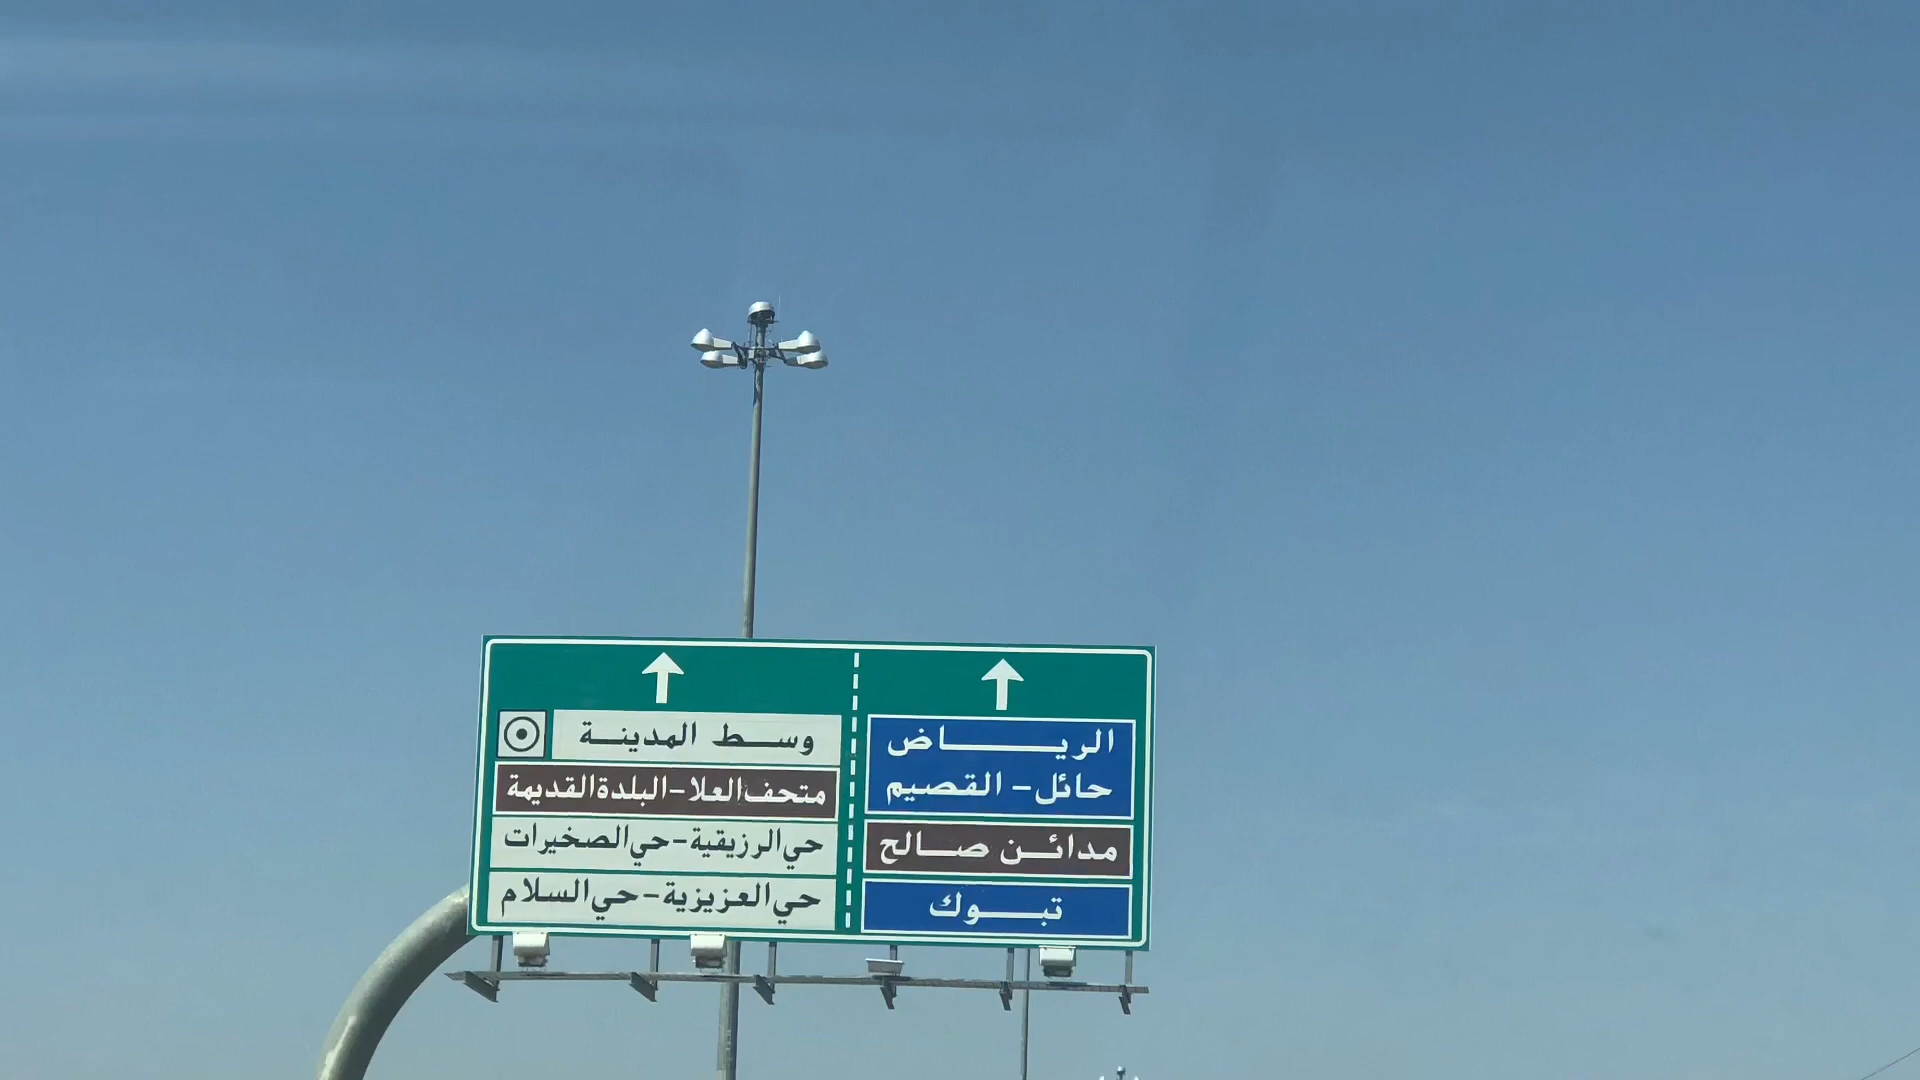 الرياض
حائل - القصيم
مدائن صالح
تبوك
وسط المدينة
متحف العلا - البلدة القديمة
حي الرزيقية - حي الصخيرات
حي العزيزية - حي السلام